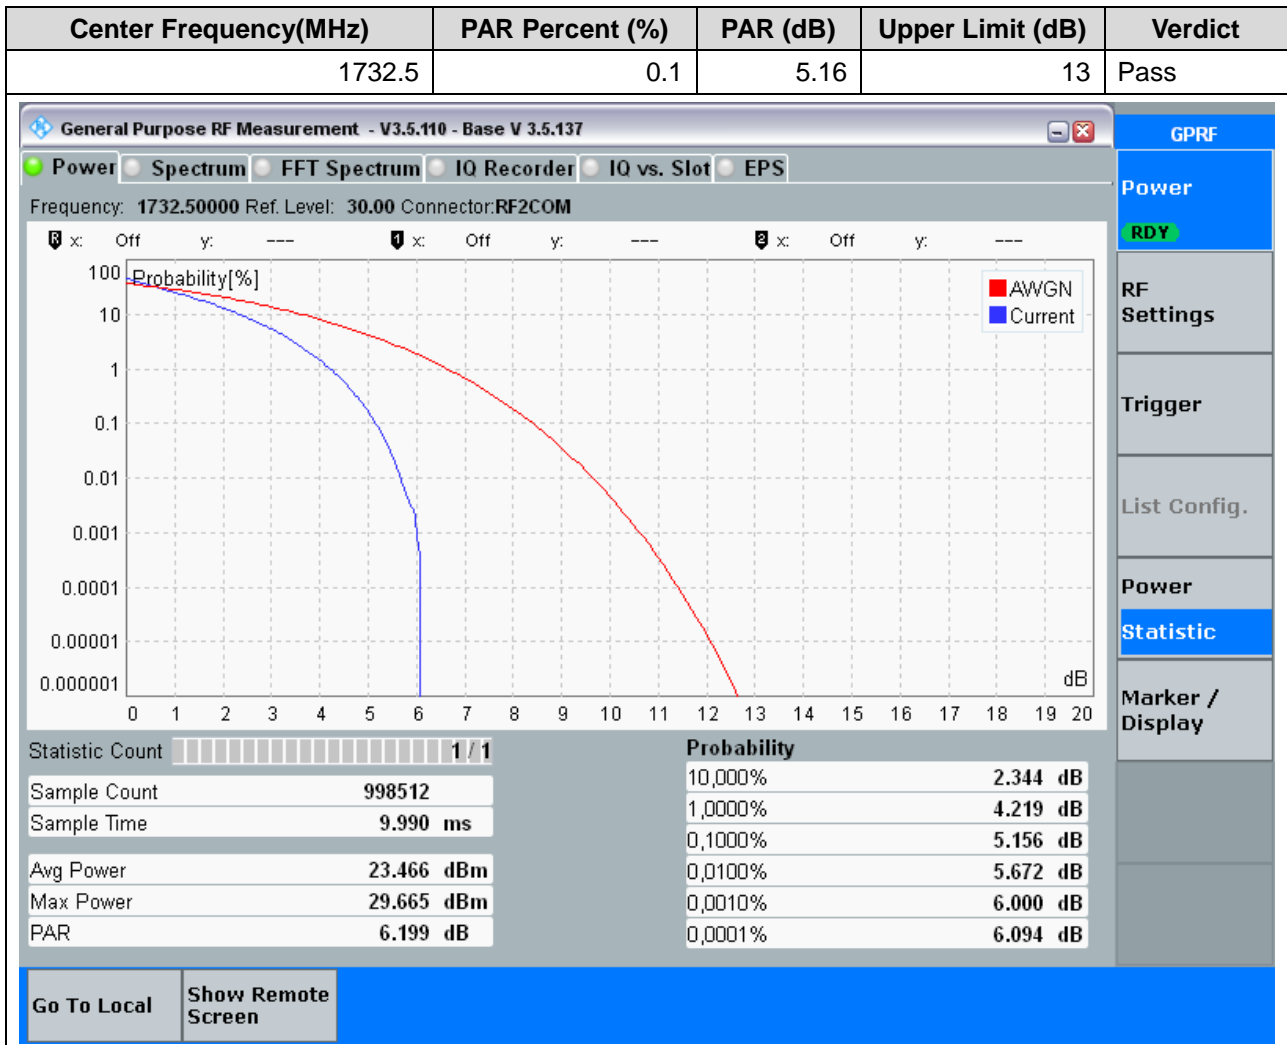 Center Frequency(MHz) PAR Percent (%) PAR (dB) Upper Limit (dB) Verdict
1732.5 0.1 5.16 13 Pass
General Purpose RF Measurement - V3.5.110 - Base V 3.5.137
GPRF
Power Spectrum FFT Spectrum IQ Recorder IQ vs. Slot EPS
Power
RDY
Frequency: 1732.50000 Ref. Level: 30.00 Connector:RF2COM
R x: Off y: --- 1 x: Off y: --- 2 x: Off y: ---
Probability[%]
AWGN
Current
100
10
1
0.1
0.01
0.001
0.0001
0.00001
0.000001
dB
0 1 2 3 4 5 6 7 8 9 10 11 12 13 14 15 16 17 18 19 20
RF
Settings
Trigger
List Config.
Power
Statistic
Marker /
Display
Statistic Count 1 / 1
Sample Count 998512
Sample Time 9.990 ms
Avg Power 23.466 dBm
Max Power 29.665 dBm
PAR 6.199 dB
Probability
10,000% 2.344 dB
1,0000% 4.219 dB
0,1000% 5.156 dB
0,0100% 5.672 dB
0,0010% 6.000 dB
0,0001% 6.094 dB
Go To Local
Show Remote
Screen